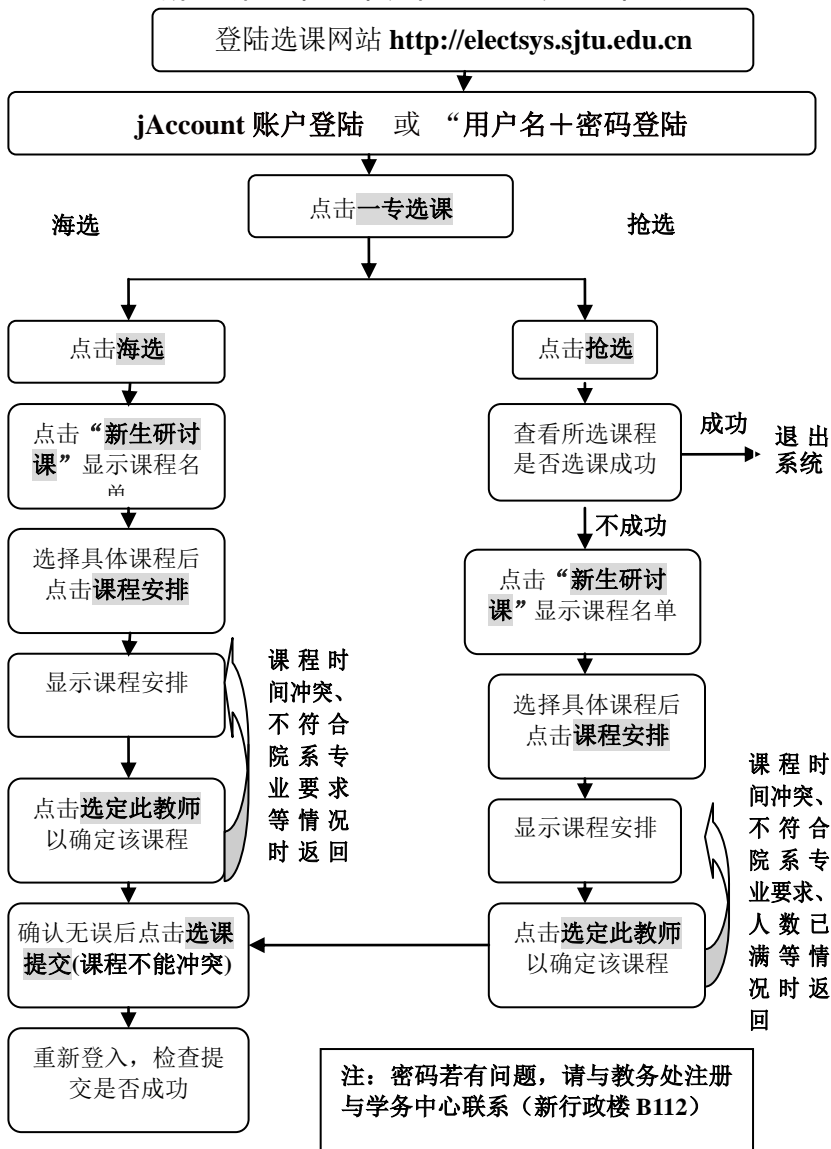 登陆选课网站 http://electsys.sjtu.edu.cn
jAccount 账户登陆 或 “用户名＋密码登陆
点击一专选课
海选
抢选
点击海选
点击“新生研讨
课”显示课程名
单
选择具体课程后
点击课程安排
显示课程安排
课程时
间冲突、
不符合
院系专
业要求
等情况
时返回
点击选定此教师
以确定该课程
确认无误后点击选课
提交(课程不能冲突)
重新登入，检查提
交是否成功
点击抢选
查看所选课程
是否选课成功
成功
退出
系统
不成功
点击“新生研讨
课”显示课程名单
选择具体课程后
点击课程安排
显示课程安排
课程时
间冲突、
不符合
院系专
业要求、
人数已
满等情
况时返
回
点击选定此教师
以确定该课程
注：密码若有问题，请与教务处注册
与学务中心联系（新行政楼 B112）